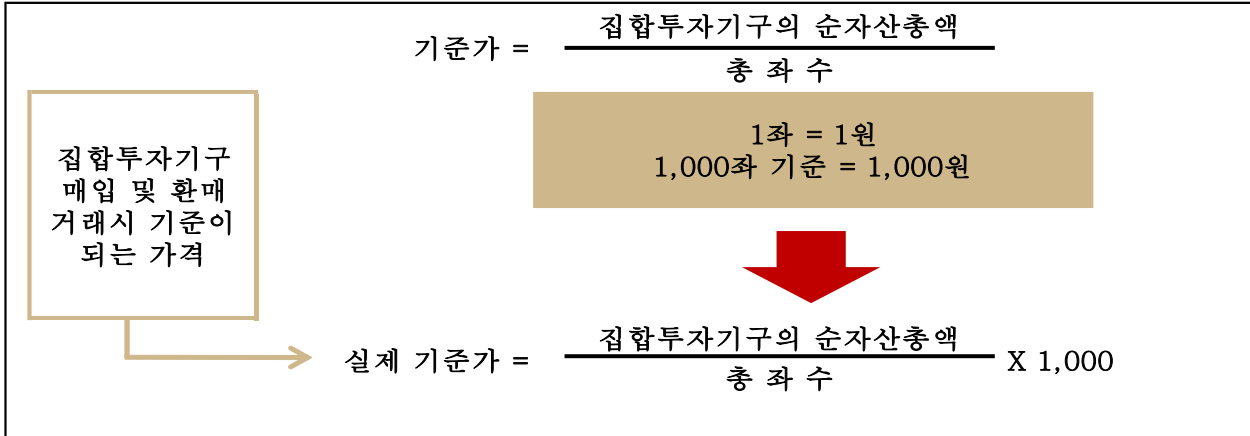 기준가 =
집합투자기구의 순자산총액
총 좌 수
1좌 = 1원
1,000좌 기준 = 1,000원
집합투자기구
매입 및 환매
거래시 기준이
되는 가격
실제 기준가 =
집합투자기구의 순자산총액
총 좌 수
X 1,000